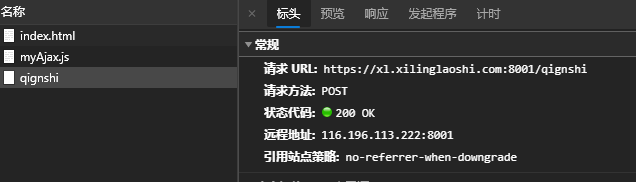 名称
index.html
myAjax.js
qignshi
× 标头 预览 响应 发起程序 计时
▼常规
请求 URL: https://xl.xilinglaoshi.com:8001/qignshi
请求方法: POST
状态代码: 200 OK
远程地址: 116.196.113.222:8001
引用站点策略: no-referrer-when-downgrade